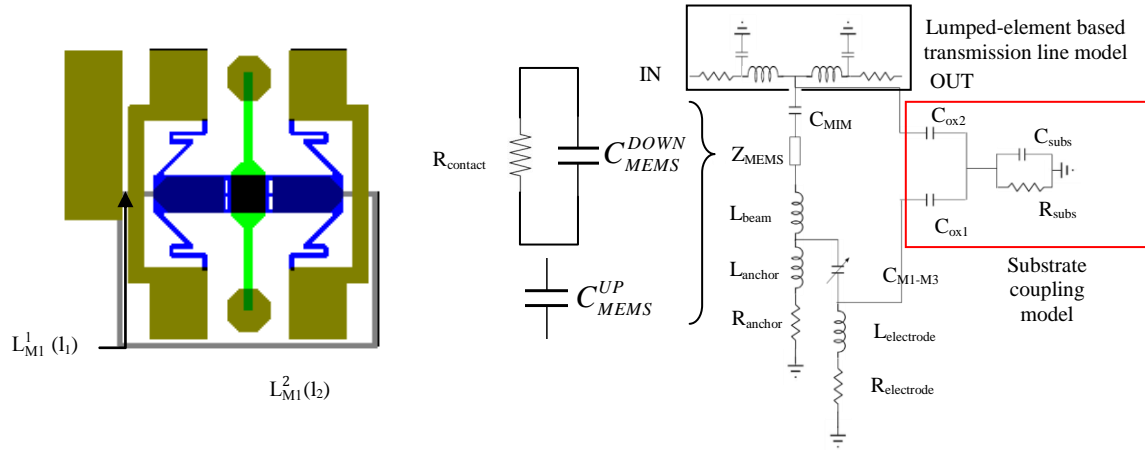 Lumped-element based
transmission line model
IN
OUT
C_MIM
C_ox2
C_subs
Z_MEMS
R_contact
C_MEMS^DOWN
R_subs
L_beam
C_ox1
L_anchor
C_M1-M3
Substrate
coupling
model
C_MEMS^UP
R_anchor
L_electrode
L_M1^1 (l_1)
L_M1^2(l_2)
R_electrode